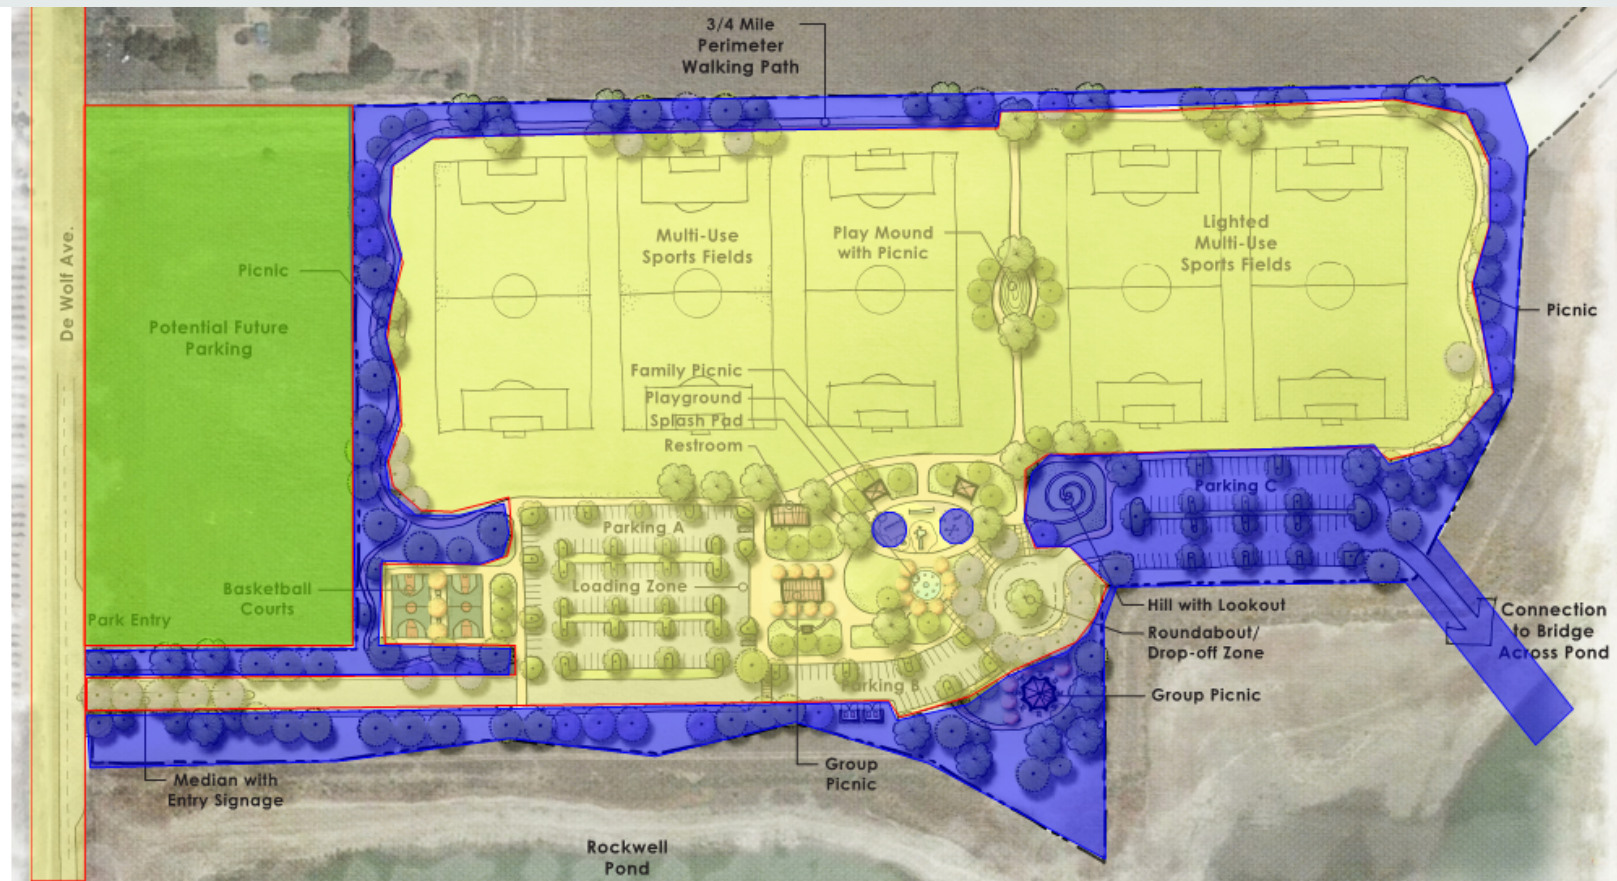 3/4 Mile
Perimeter
Walking Path
De Wolf Ave.
Picnic
Potential Future
Parking
Multi-Use
Sports Fields
Play Mound
with Picnic
Lighted
Multi-Use
Sports Fields
Picnic
Family Picnic
Playground
Splash Pad
Restroom
Parking A
Parking C
Loading Zone
Basketball
Courts
Park Entry
Hill with Lookout
Roundabout/
Drop-off Zone
Connection
to Bridge
Across Pond
Parking B
Group Picnic
Median with
Entry Signage
Group
Picnic
Rockwell
Pond